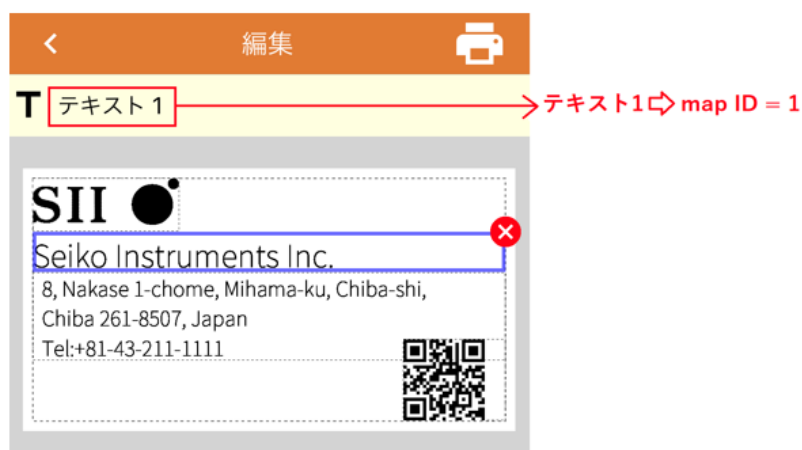 編集
T テキスト 1
テキスト1⇨ map ID = 1
SII
Seiko Instruments Inc.
8, Nakase 1-chome, Mihama-ku, Chiba-shi,
Chiba 261-8507, Japan
Tel:+81-43-211-1111